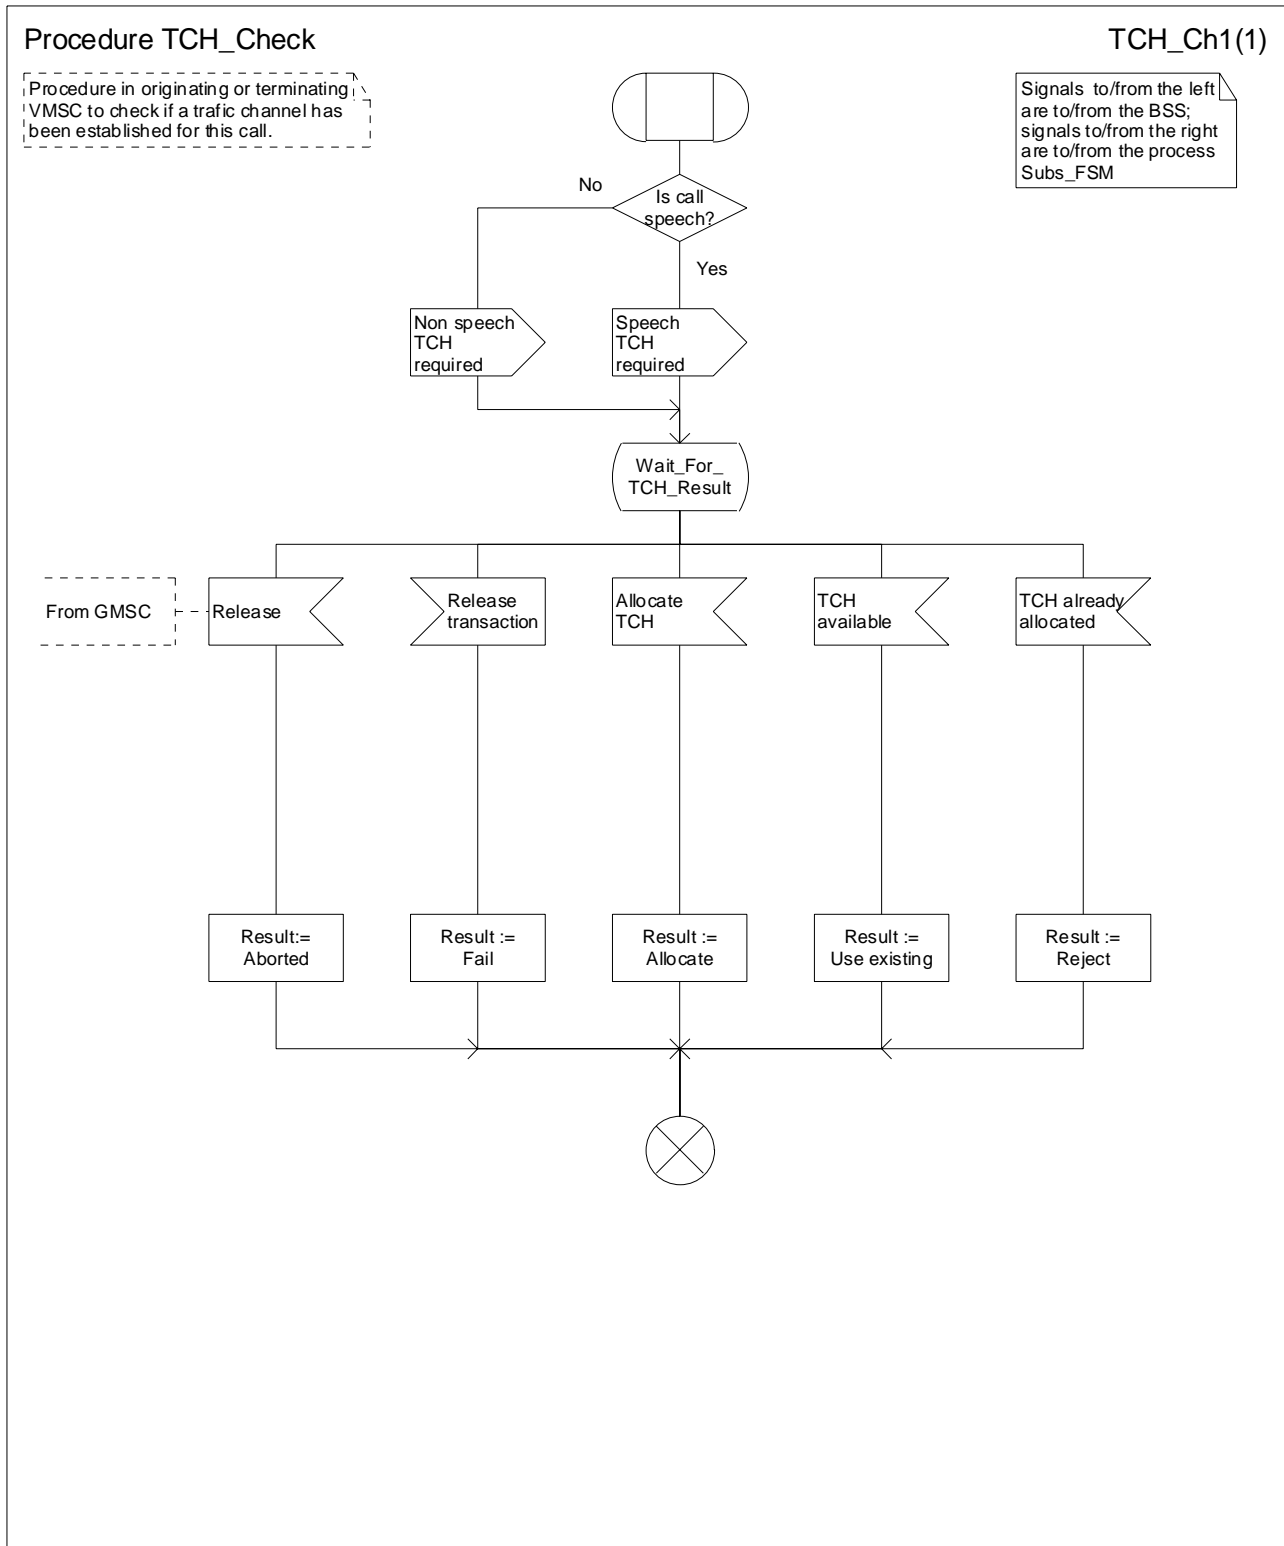 Procedure TCH_Check
TCH_Ch1(1)
Procedure in originating or terminating
VMSC to check if a trafic channel has
been established for this call.
Signals to/from the left
are to/from the BSS;
signals to/from the right
are to/from the process
Subs_FSM
Is call
speech?
No
Yes
Non speech
TCH
required
Speech
TCH
required
Wait_For_
TCH_Result
From GMSC
Release
Release
transaction
Allocate
TCH
TCH
available
TCH already
allocated
Result:=
Aborted
Result :=
Fail
Result :=
Allocate
Result :=
Use existing
Result :=
Reject